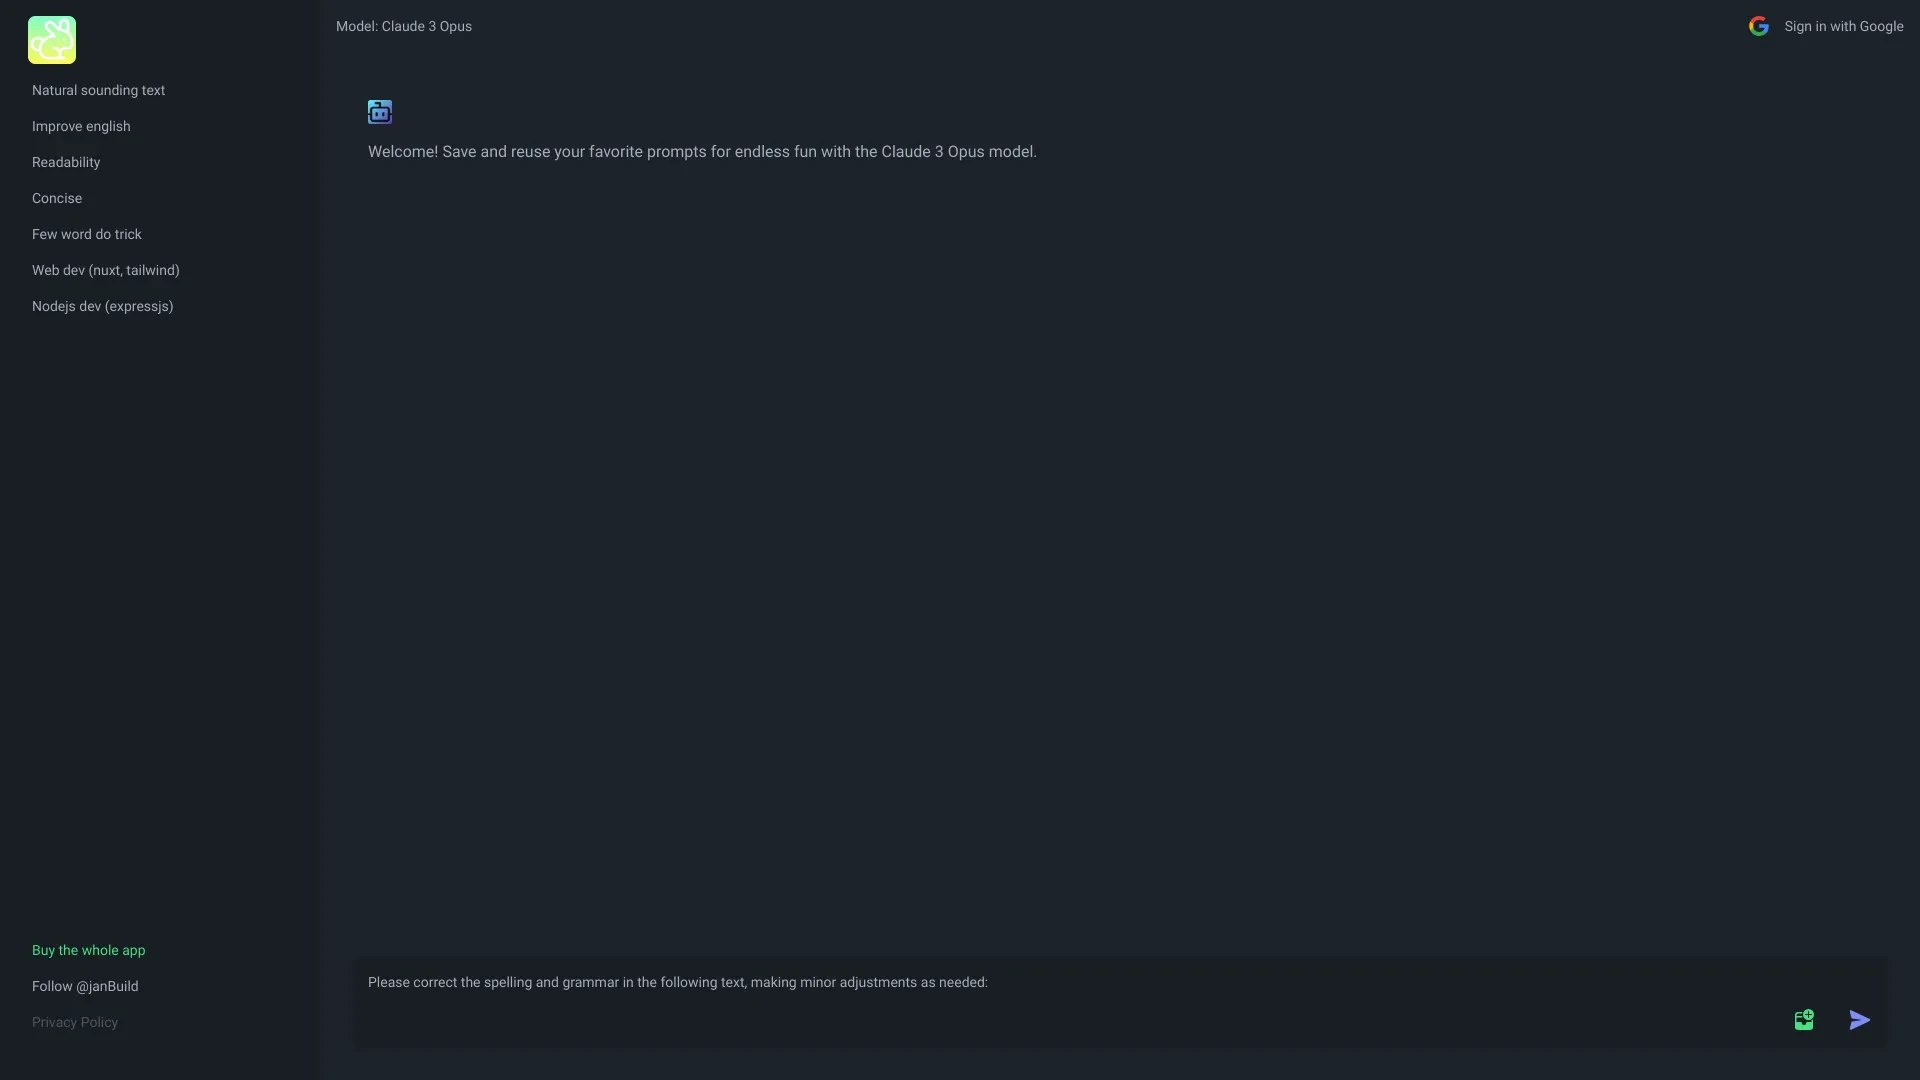 Model: Claude 3 Opus
Sign in with Google
Natural sounding text
Improve english
Readability
Concise
Few word do trick
Web dev (nuxt, tailwind)
Nodejs dev (expressjs)
Welcome! Save and reuse your favorite prompts for endless fun with the Claude 3 Opus model.
Buy the whole app
Follow @janBuild
Privacy Policy
Please correct the spelling and grammar in the following text, making minor adjustments as needed: